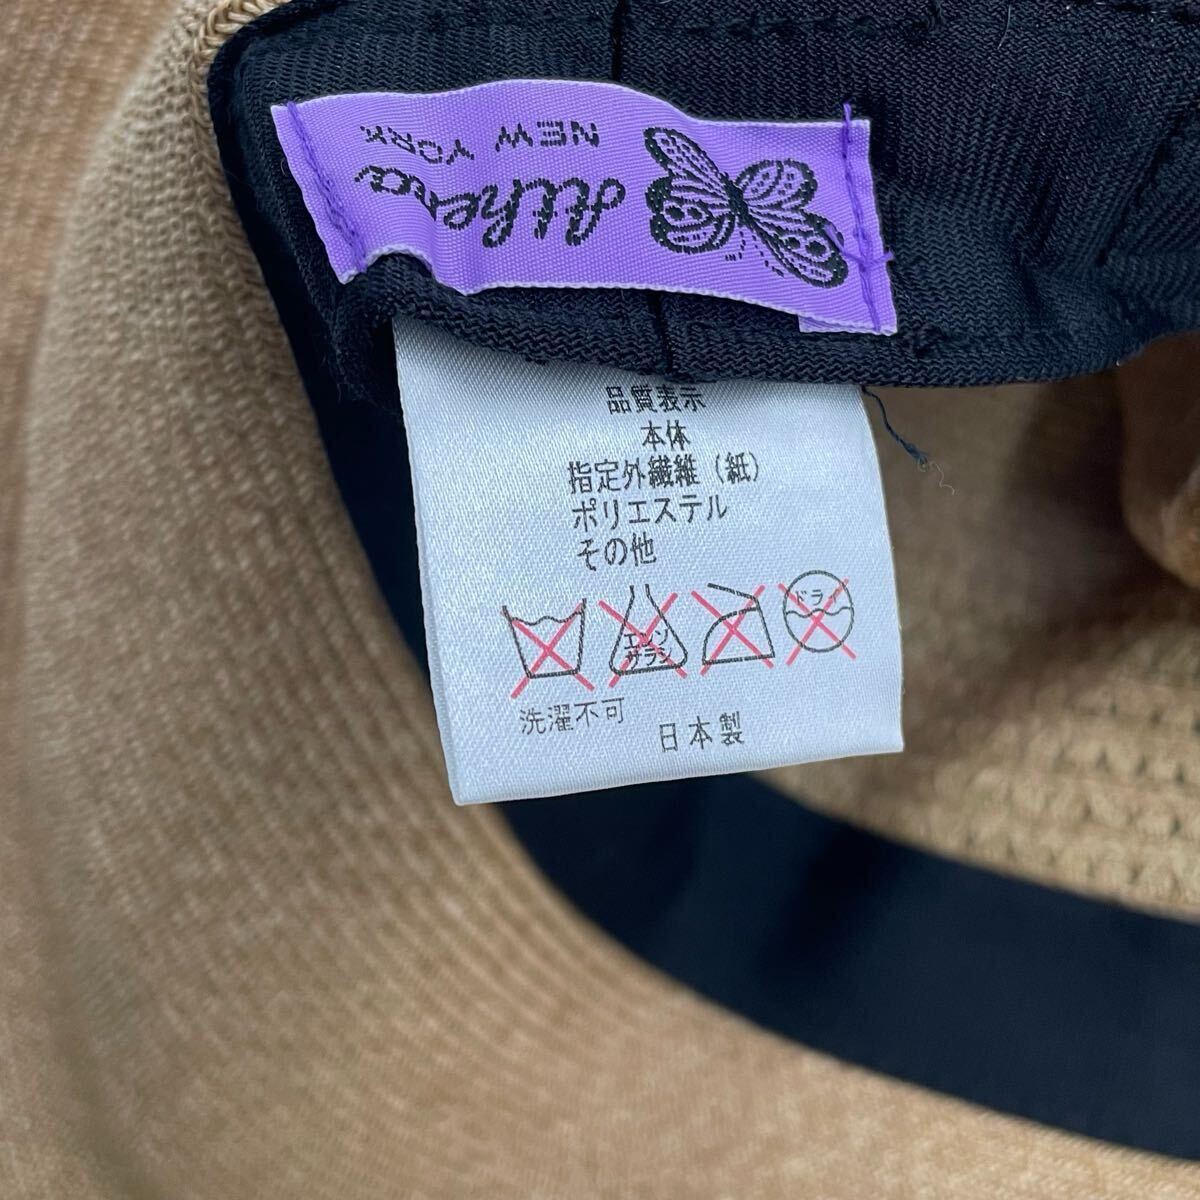 Athena
NEW YORK
品質表示
本体
指定外繊維（紙）
ポリエステル
その他
エンソ
サラシ
ドライ
洗濯不可
日本製